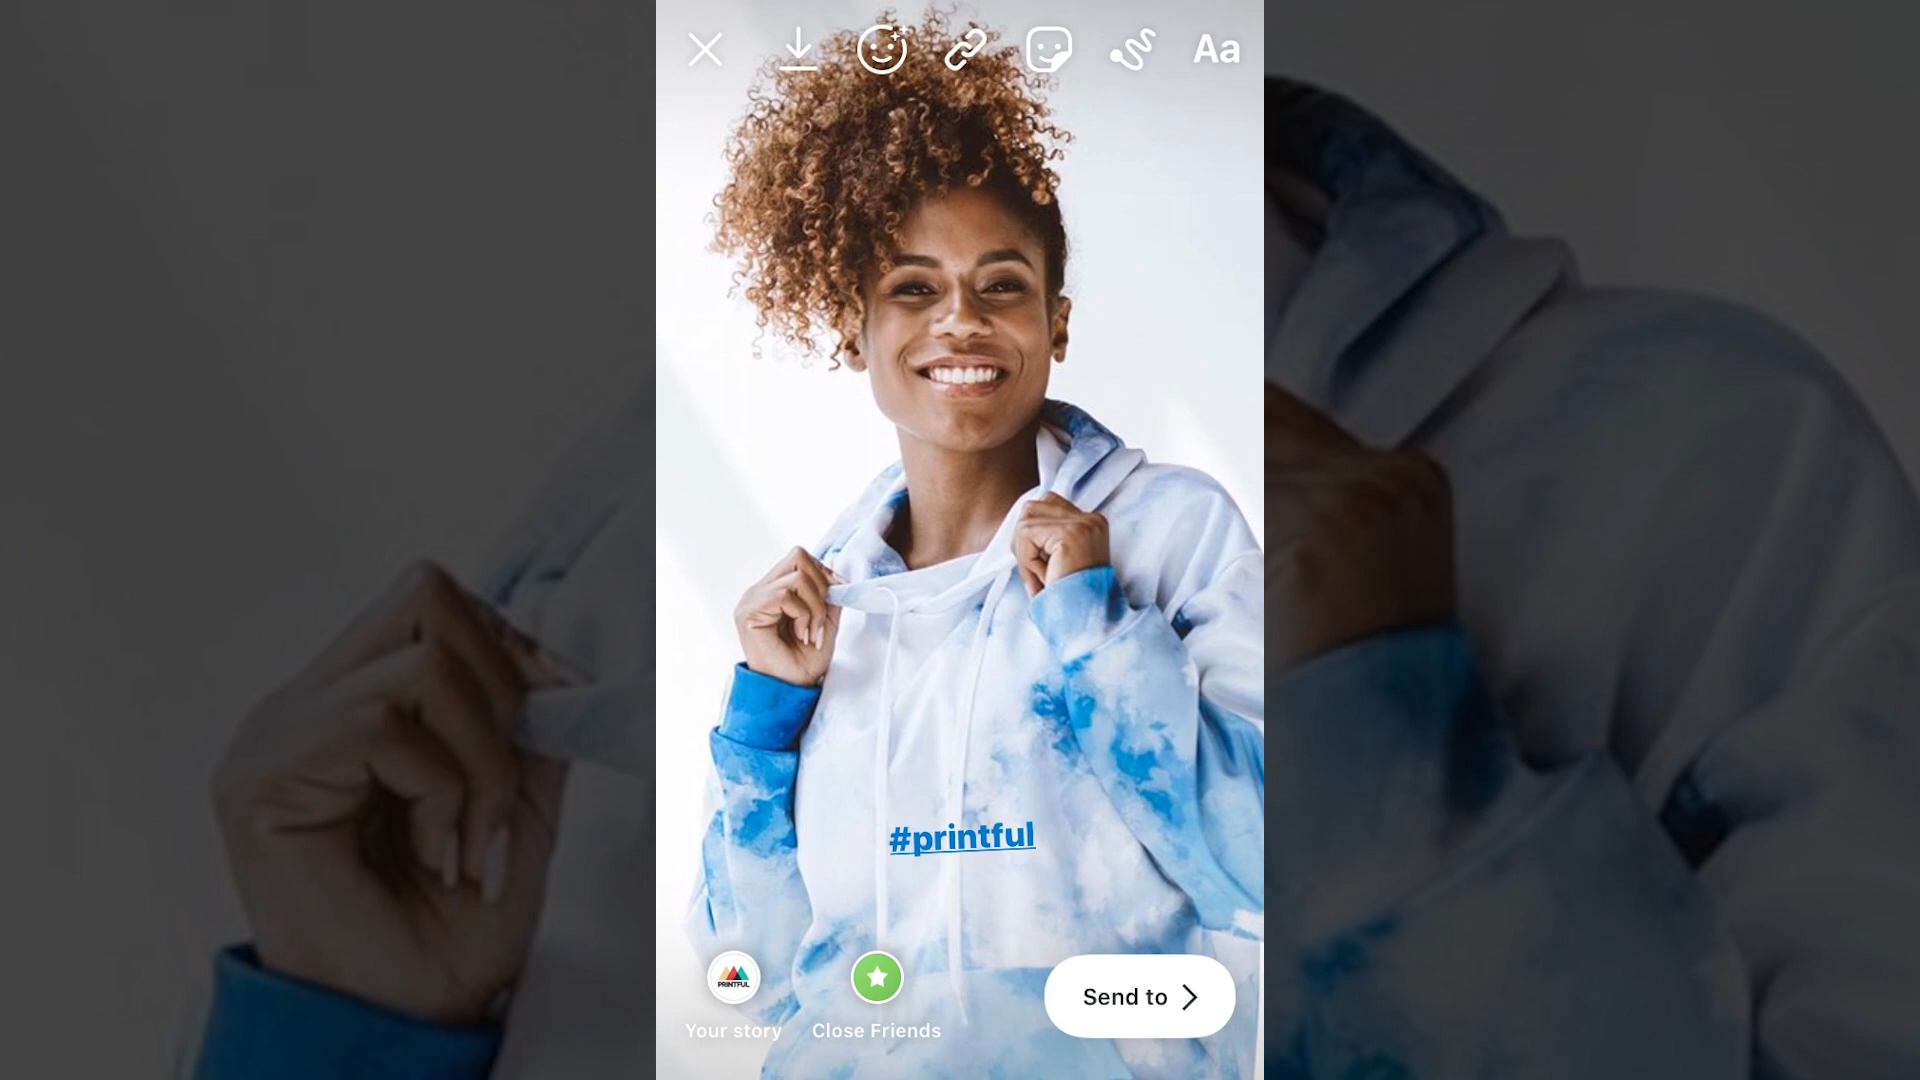 Aa
#printful
PRINTFUL
Your story
Close Friends
Send to